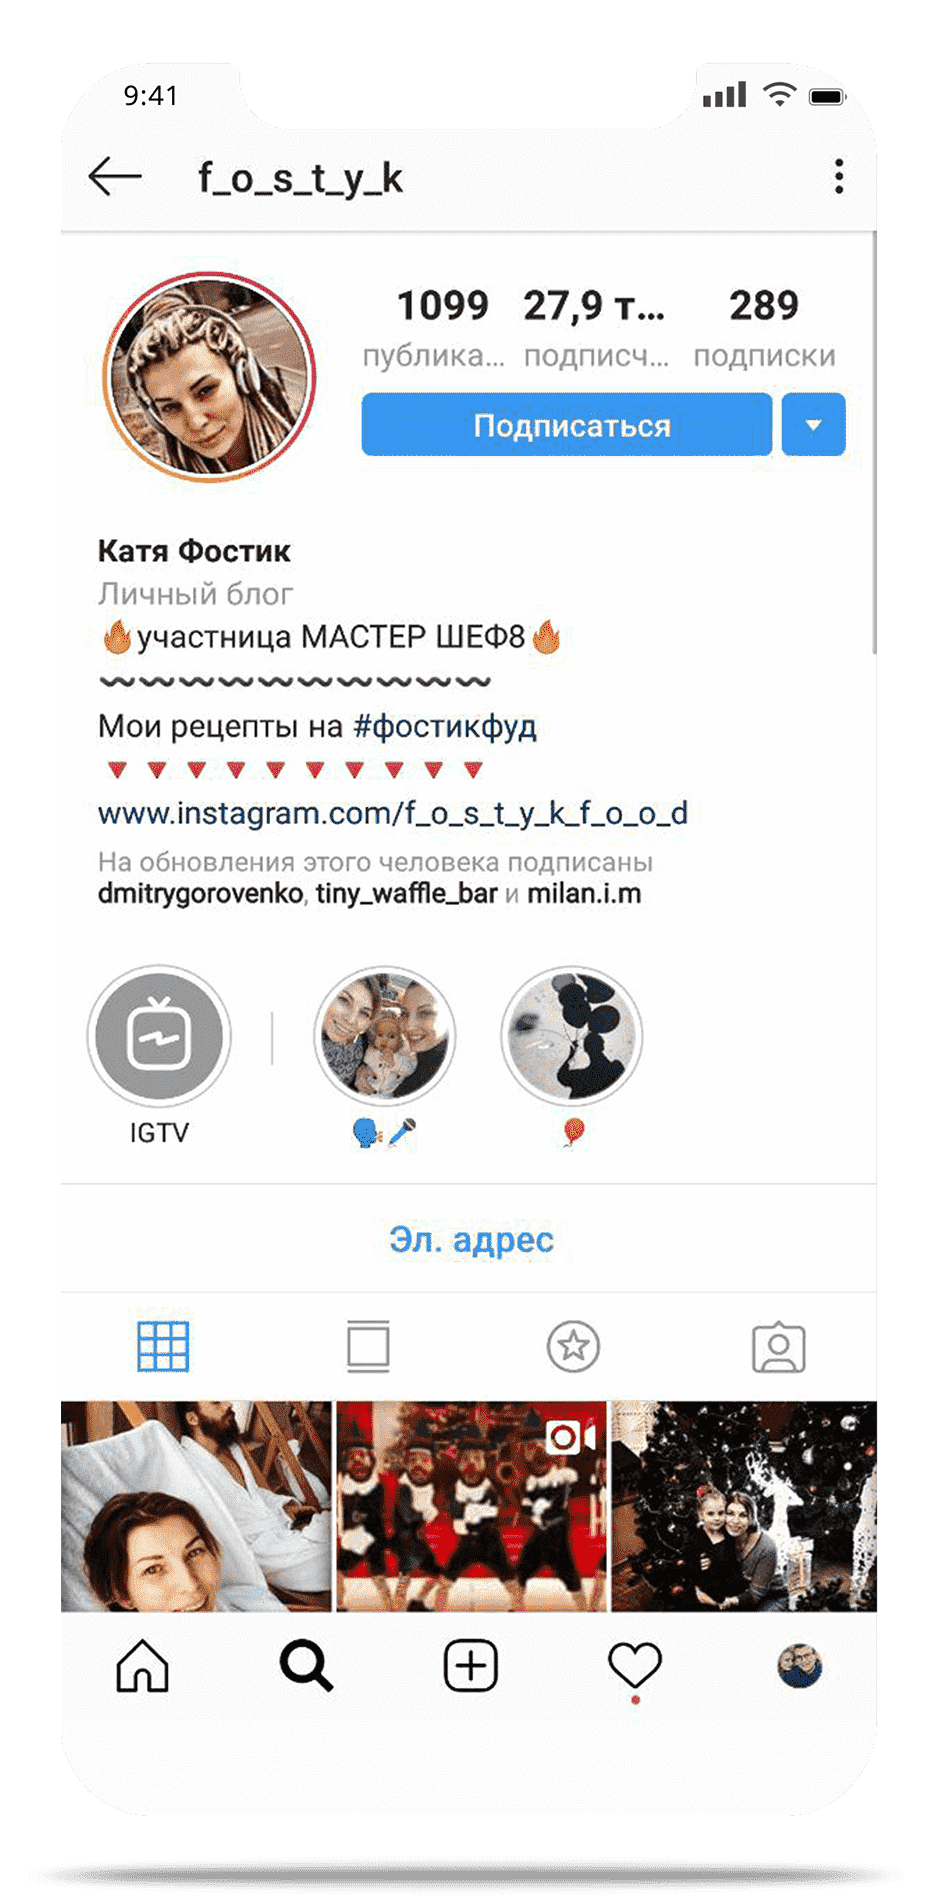 9:41
f_o_s_t_y_k
1099 27,9 т... 289
публика... подписч... подписки
Подписаться
Катя Фостик
Личный блог
🔥участница МАСТЕР ШЕФ8🔥
Мои рецепты на #фостикфуд
www.instagram.com/f_o_s_t_y_k_f_o_o_d
На обновления этого человека подписаны
dmitrygorovenko, tiny_waffle_bar и milan.i.m
IGTV
Эл. адрес